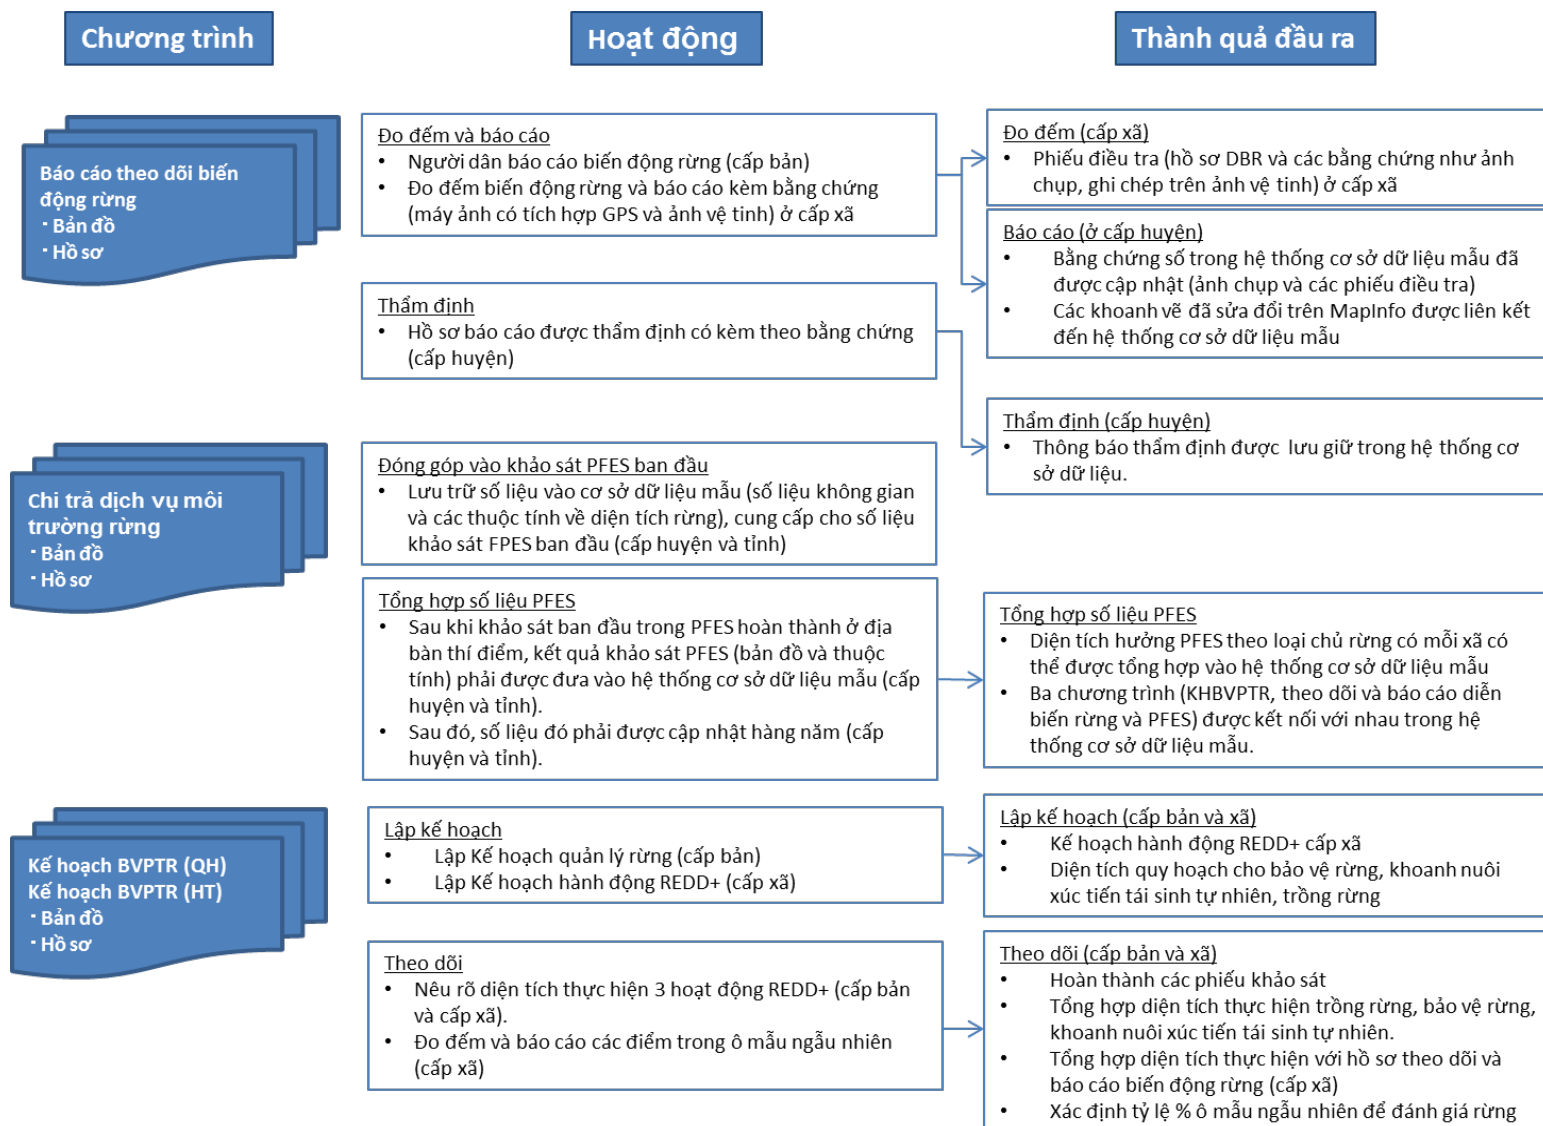 Chương trình
Hoạt động
Thành quả đầu ra
Báo cáo theo dõi biến
động rừng
- Bản đồ
- Hồ sơ
Đo đếm và báo cáo
• Người dân báo cáo biến động rừng (cấp bản)
• Đo đếm biến động rừng và báo cáo kèm bằng chứng
(máy ảnh có tích hợp GPS và ảnh vệ tinh) ở cấp xã
Đo đếm (cấp xã)
• Phiếu điều tra (hồ sơ DBR và các bằng chứng như ảnh
chụp, ghi chép trên ảnh vệ tinh) ở cấp xã
Báo cáo (ở cấp huyện)
• Bằng chứng số trong hệ thống cơ sở dữ liệu mẫu đã
được cập nhật (ảnh chụp và các phiếu điều tra)
• Các khoanh vẽ đã sửa đổi trên MapInfo được liên kết
đến hệ thống cơ sở dữ liệu mẫu
Thẩm định
• Hồ sơ báo cáo được thẩm định có kèm theo bằng chứng
(cấp huyện)
Thẩm định (cấp huyện)
• Thông báo thẩm định được lưu giữ trong hệ thống cơ
sở dữ liệu.
Chi trả dịch vụ môi
trường rừng
- Bản đồ
- Hồ sơ
Đóng góp vào khảo sát PFES ban đầu
• Lưu trữ số liệu vào cơ sở dữ liệu mẫu (số liệu không gian
và các thuộc tính về diện tích rừng), cung cấp cho số liệu
khảo sát FPES ban đầu (cấp huyện và tỉnh)
Tổng hợp số liệu PFES
• Sau khi khảo sát ban đầu trong PFES hoàn thành ở địa
bàn thí điểm, kết quả khảo sát PFES (bản đồ và thuộc
tính) phải được đưa vào hệ thống cơ sở dữ liệu mẫu (cấp
huyện và tỉnh).
• Sau đó, số liệu đó phải được cập nhật hàng năm (cấp
huyện và tỉnh).
Tổng hợp số liệu PFES
• Diện tích hưởng PFES theo loại chủ rừng có mỗi xã có
thể được tổng hợp vào hệ thống cơ sở dữ liệu mẫu
• Ba chương trình (KHBVPTR, theo dõi và báo cáo diễn
biến rừng và PFES) được kết nối với nhau trong hệ
thống cơ sở dữ liệu mẫu.
Kế hoạch BVPTR (QH)
Kế hoạch BVPTR (HT)
- Bản đồ
- Hồ sơ
Lập kế hoạch
• Lập Kế hoạch quản lý rừng (cấp bản)
• Lập Kế hoạch hành động REDD+ (cấp xã)
Lập kế hoạch (cấp bản và xã)
• Kế hoạch hành động REDD+ cấp xã
• Diện tích quy hoạch cho bảo vệ rừng, khoanh nuôi
xúc tiến tái sinh tự nhiên, trồng rừng
Theo dõi
• Nêu rõ diện tích thực hiện 3 hoạt động REDD+ (cấp bản
và cấp xã).
• Đo đếm và báo cáo các điểm trong ô mẫu ngẫu nhiên
(cấp xã)
Theo dõi (cấp bản và xã)
• Hoàn thành các phiếu khảo sát
• Tổng hợp diện tích thực hiện trồng rừng, bảo vệ rừng,
khoanh nuôi xúc tiến tái sinh tự nhiên.
• Tổng hợp diện tích thực hiện với hồ sơ theo dõi và
báo cáo biến động rừng (cấp xã)
• Xác định tỷ lệ % ô mẫu ngẫu nhiên để đánh giá rừng